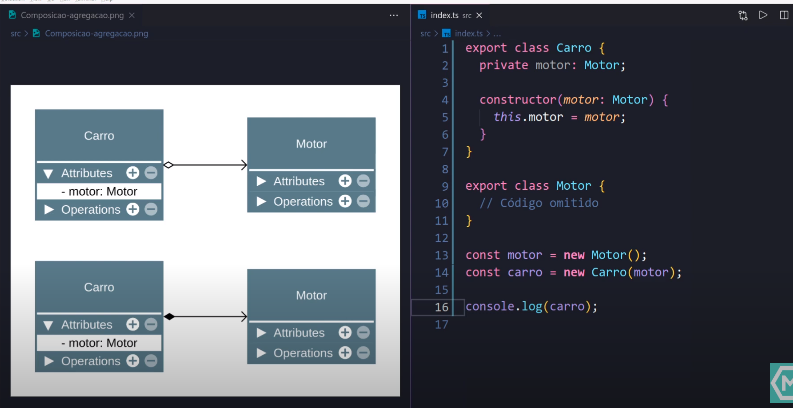 Composicao-agregacao.png ×
src > Composicao-agregacao.png
Carro
▼ Attributes + −
- motor: Motor
▶ Operations + −
Motor
▶ Attributes + −
▶ Operations + −
Carro
▼ Attributes + −
- motor: Motor
▶ Operations + −
Motor
▶ Attributes + −
▶ Operations + −
TS index.ts src ×
src > TS index.ts > ...
1 export class Carro {
2 private motor: Motor;
3
4 constructor(motor: Motor) {
5 this.motor = motor;
6 }
7 }
8
9 export class Motor {
10 // Código omitido
11 }
12
13 const motor = new Motor();
14 const carro = new Carro(motor);
15
16 console.log(carro);
17
M